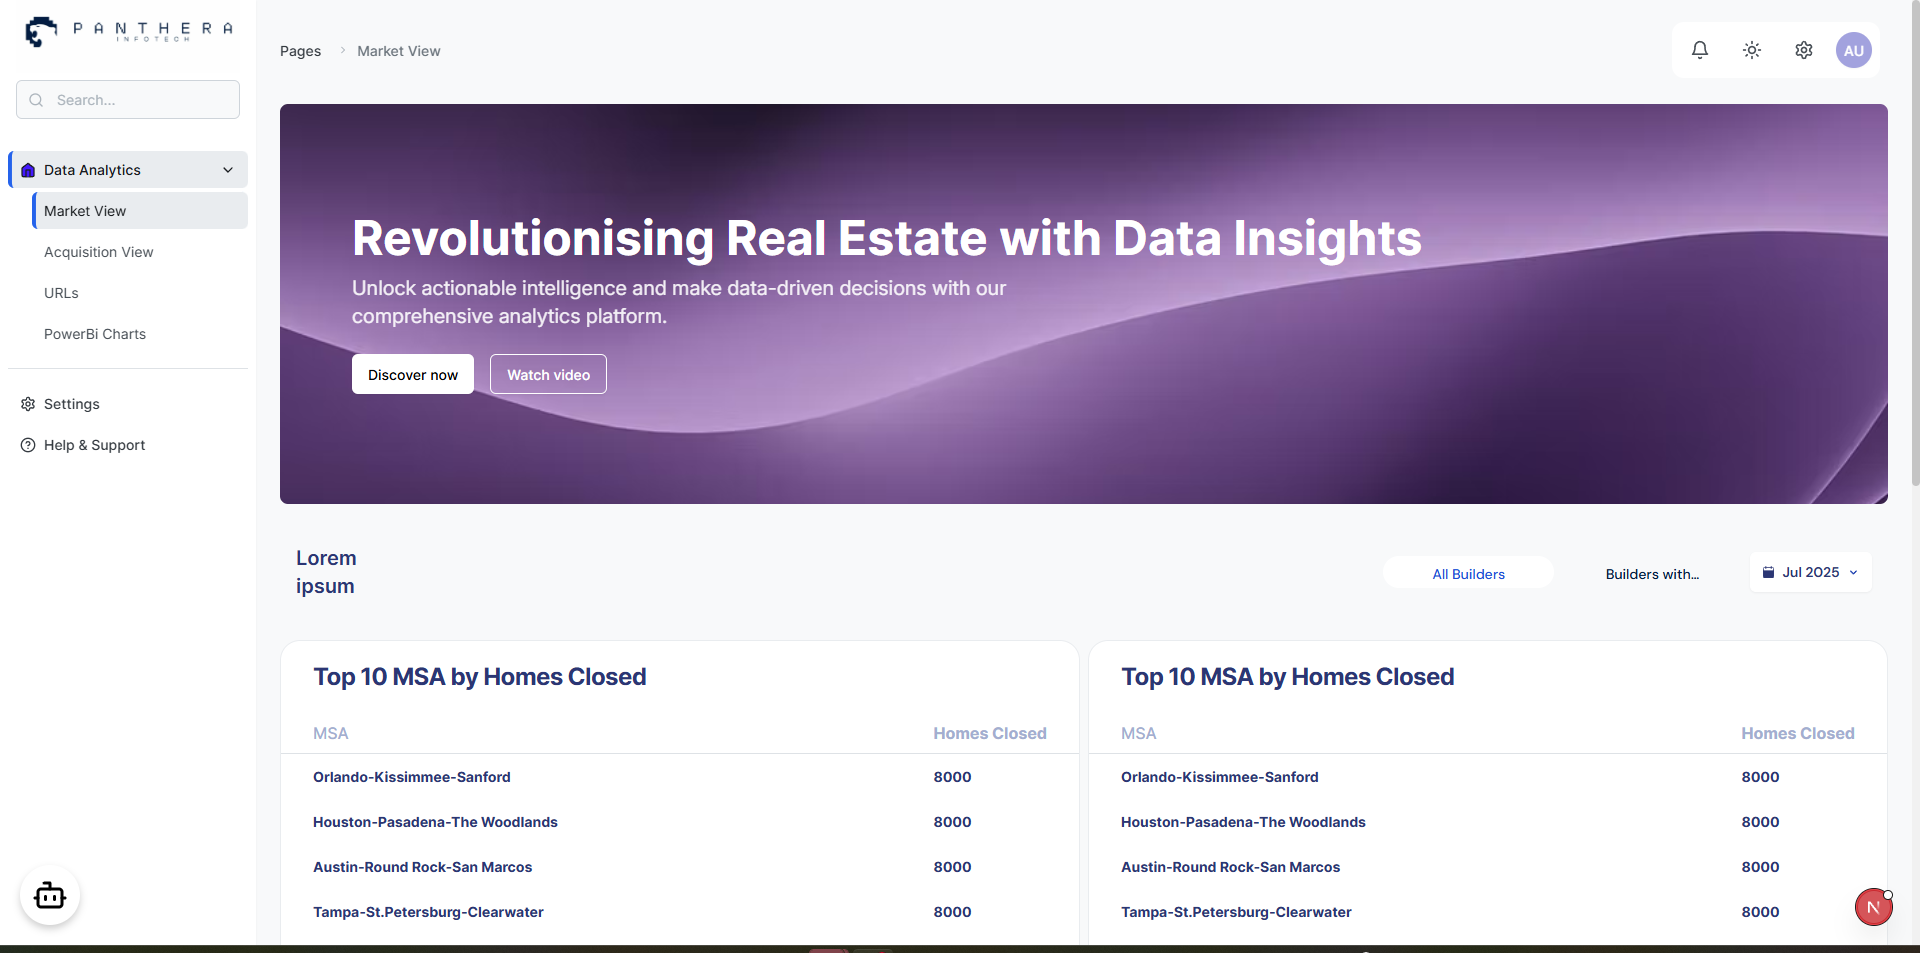 PANTHERA
INFOTECH
Search...
Data Analytics
Market View
Acquisition View
URLs
PowerBi Charts
Settings
Help & Support
Pages > Market View
AU
Revolutionising Real Estate with Data Insights
Unlock actionable intelligence and make data-driven decisions with our
comprehensive analytics platform.
Discover now
Watch video
Lorem
ipsum
All Builders
Builders with...
Jul 2025
Top 10 MSA by Homes Closed
MSA Homes Closed
Orlando-Kissimmee-Sanford 8000
Houston-Pasadena-The Woodlands 8000
Austin-Round Rock-San Marcos 8000
Tampa-St.Petersburg-Clearwater 8000
Top 10 MSA by Homes Closed
MSA Homes Closed
Orlando-Kissimmee-Sanford 8000
Houston-Pasadena-The Woodlands 8000
Austin-Round Rock-San Marcos 8000
Tampa-St.Petersburg-Clearwater 8000
N